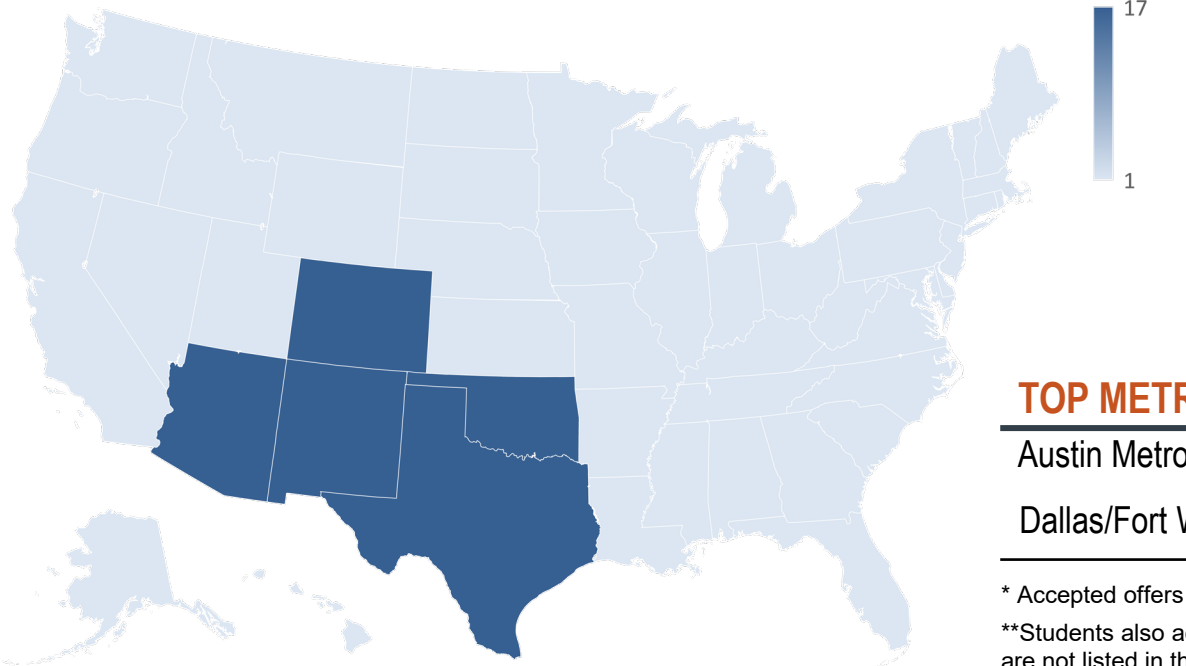 17
1
TOP METR
Austin Metro
Dallas/Fort W
* Accepted offers
**Students also a
are not listed in th